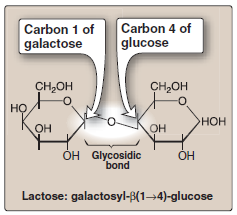 Carbon 1 of
galactose
Carbon 4 of
glucose
CH₂OH
CH₂OH
HO
O
O
O
OH
OH
HOH
OH
OH
Glycosidic
bond
Lactose: galactosyl-β(1→4)-glucose